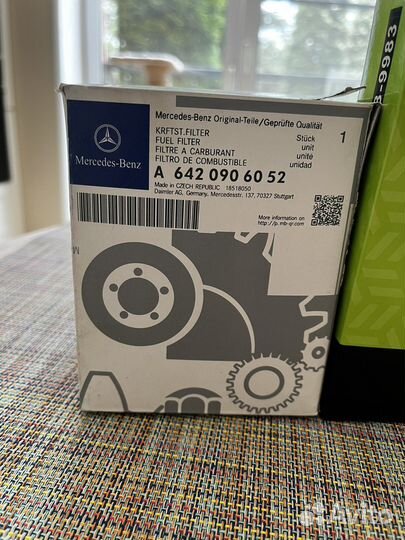 Mercedes-Benz
Mercedes-Benz Original-Teile/Geprüfte Qualität
KRFTST.FILTER
FUEL FILTER
FILTRE A CARBURANT
FILTRO DE COMBUSTIBLE
Stück
unit
unité
unidad
1
A 642 090 60 52
Made in CZECH REPUBLIC 18518050
Daimler AG, Germany, Mercedesstr. 137, 70327 Stuttgart
More information on
http://p.mb-qr.com
9983
Avito